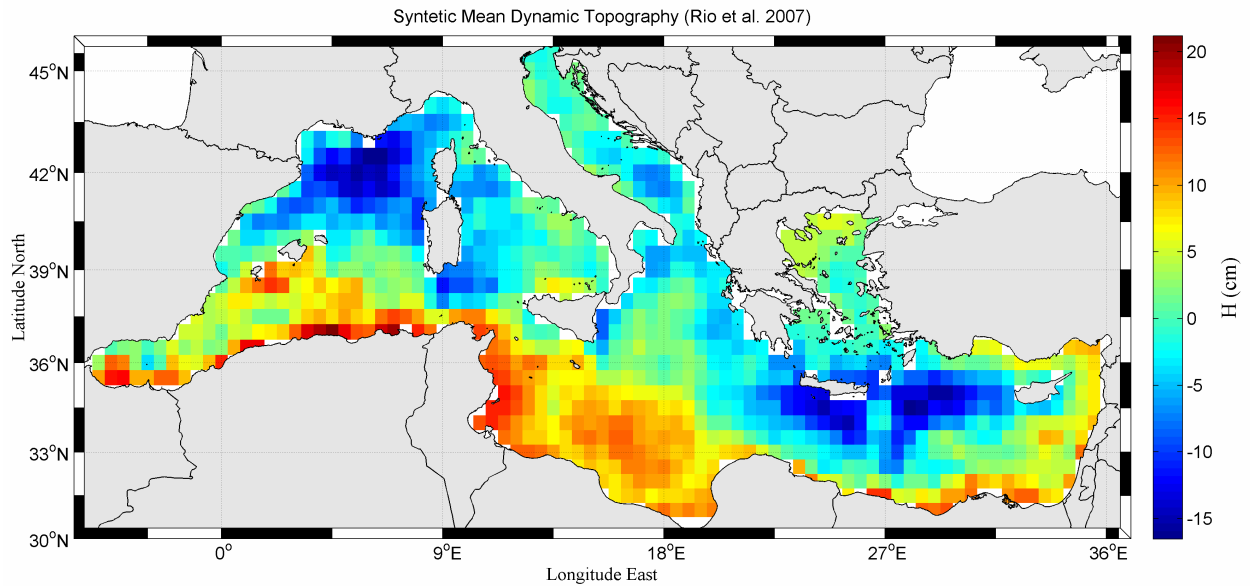 Syntetic Mean Dynamic Topography (Rio et al. 2007)
45°N
42°N
39°N
36°N
33°N
30°N
Latitude North
0°
9°E
18°E
27°E
36°E
Longitude East
20
15
10
5
0
-5
-10
-15
H (cm)